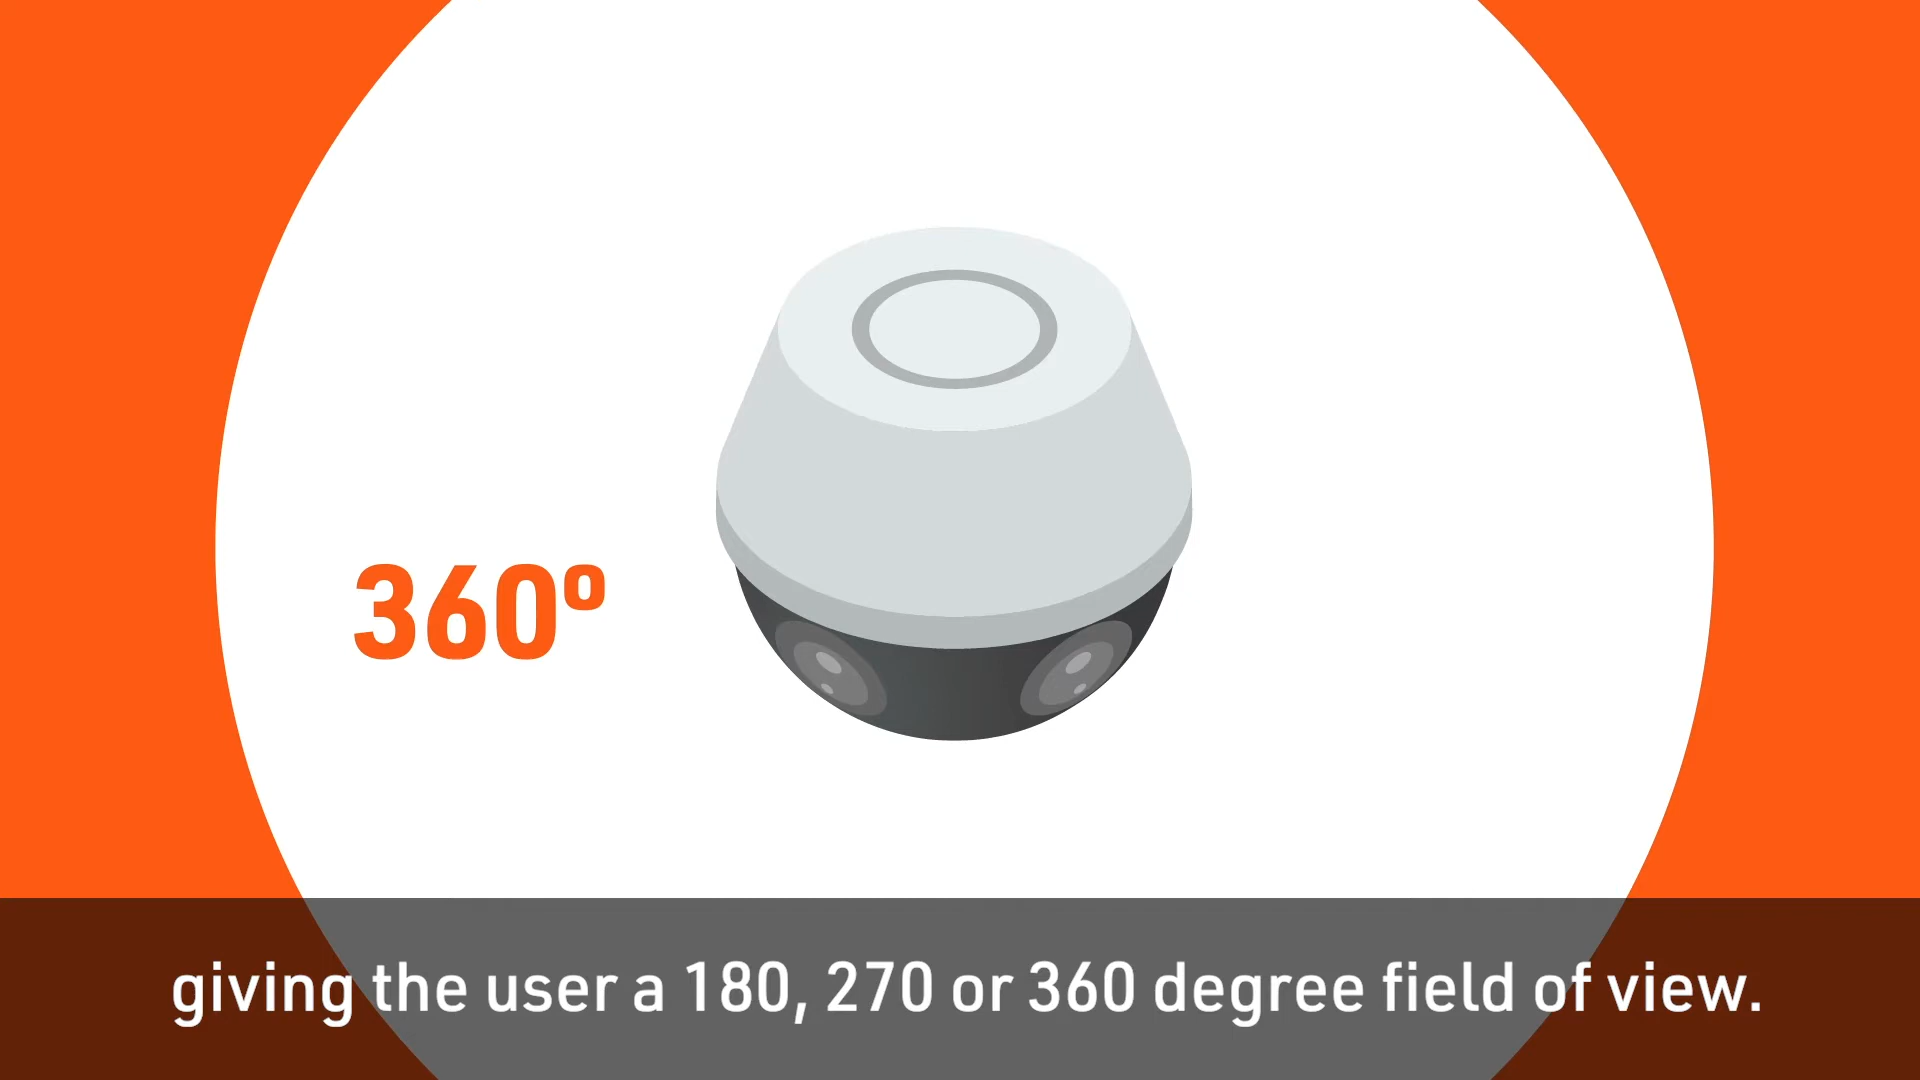 360º
giving the user a 180, 270 or 360 degree field of view.